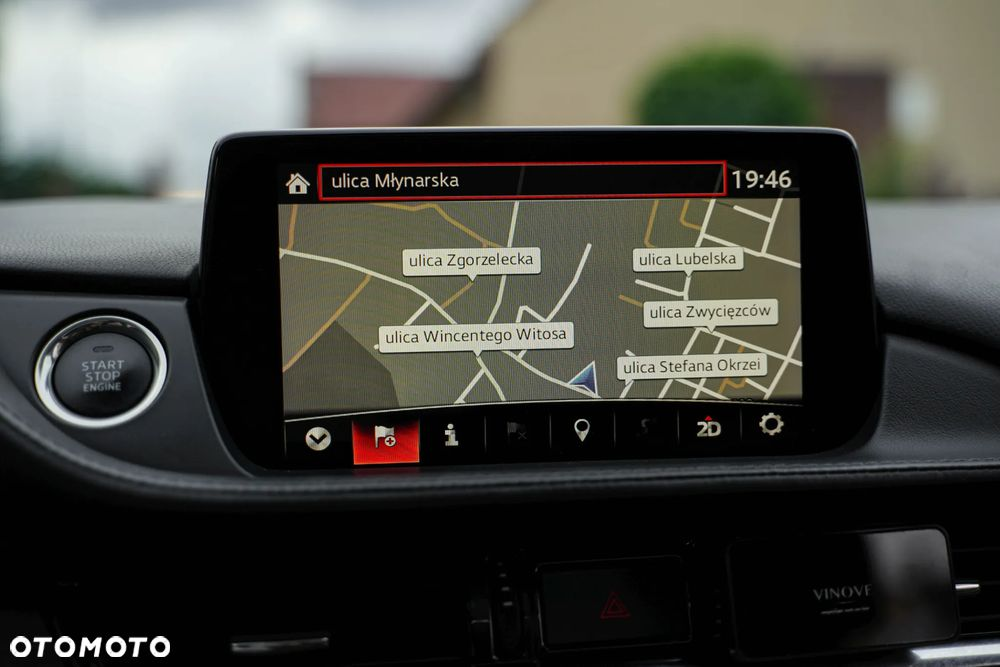 ulica Młynarska
19:46
ulica Zgorzelecka
ulica Lubelska
ulica Zwycięzców
ulica Wincentego Witosa
ulica Stefana Okrzei
START
STOP
ENGINE
2D
VINOVE
OTOMOTO